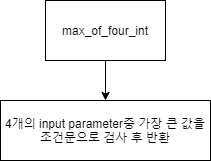 max_of_four_int
4개의 input parameter중 가장 큰 값을
조건문으로 검사 후 반환